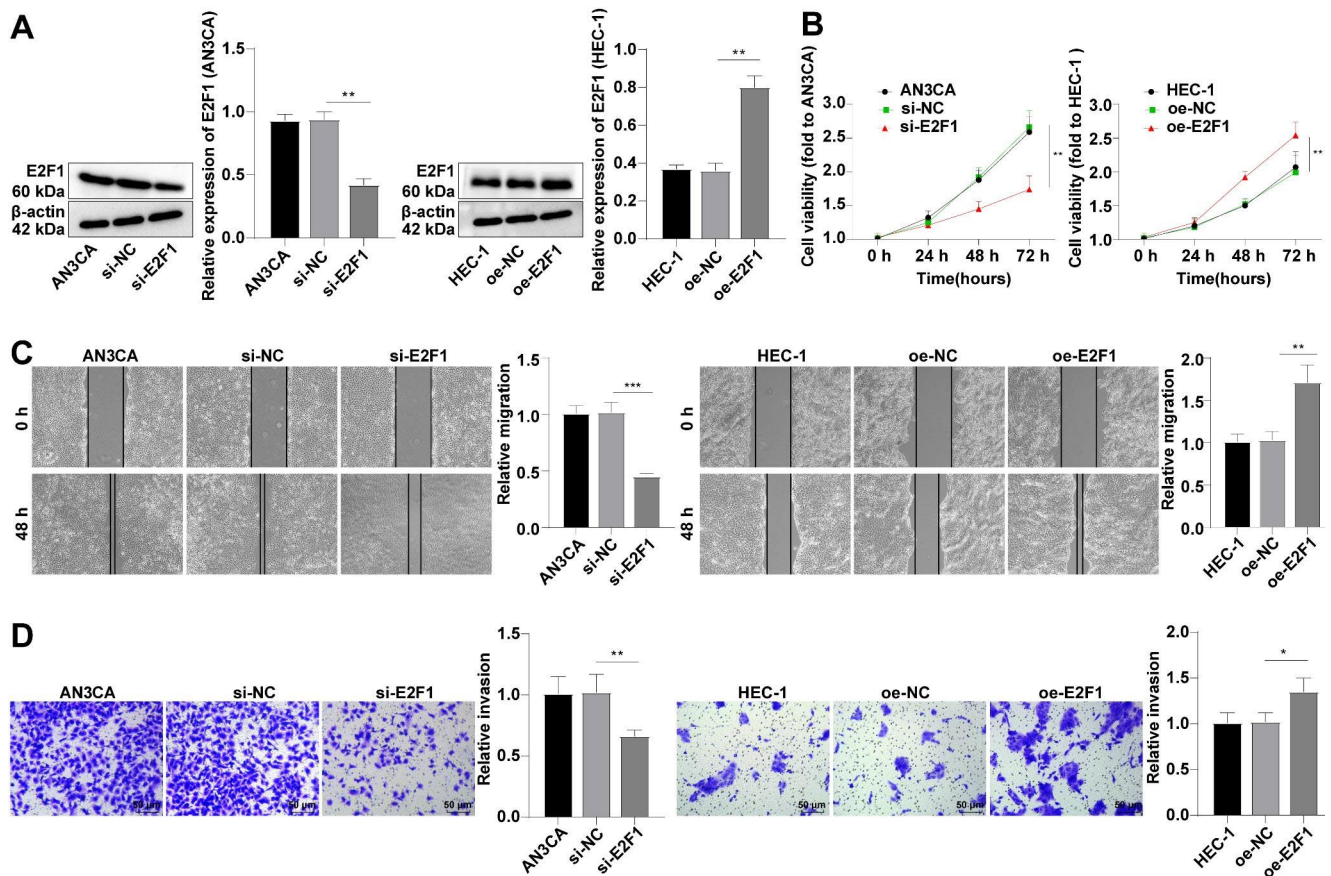 A
E2F1
60 kDa
β-actin
42 kDa
AN3CA
si-NC
si-E2F1
Relative expression of E2F1 (AN3CA)
1.5
1.0
0.5
0.0
**
AN3CA
si-NC
si-E2F1
E2F1
60 kDa
β-actin
42 kDa
HEC-1
oe-NC
oe-E2F1
Relative expression of E2F1 (HEC-1)
1.0
0.8
0.6
0.4
0.2
0.0
**
HEC-1
oe-NC
oe-E2F1
B
Cell viability (fold to AN3CA)
AN3CA
si-NC
si-E2F1
3.0
2.5
2.0
1.5
1.0
**
0 h
24 h
48 h
72 h
Time(hours)
Cell viability (fold to HEC-1)
HEC-1
oe-NC
oe-E2F1
3.0
2.5
2.0
1.5
1.0
**
0 h
24 h
48 h
72 h
Time(hours)
C
AN3CA
si-NC
si-E2F1
0 h
48 h
Relative migration
1.5
1.0
0.5
0.0
***
AN3CA
si-NC
si-E2F1
HEC-1
oe-NC
oe-E2F1
0 h
48 h
Relative migration
2.0
1.5
1.0
0.5
0.0
**
HEC-1
oe-NC
oe-E2F1
D
AN3CA
si-NC
si-E2F1
50 μm
50 μm
50 μm
Relative invasion
1.5
1.0
0.5
0.0
**
AN3CA
si-NC
si-E2F1
HEC-1
oe-NC
oe-E2F1
50 μm
50 μm
50 μm
Relative invasion
2.0
1.5
1.0
0.5
0.0
*
HEC-1
oe-NC
oe-E2F1